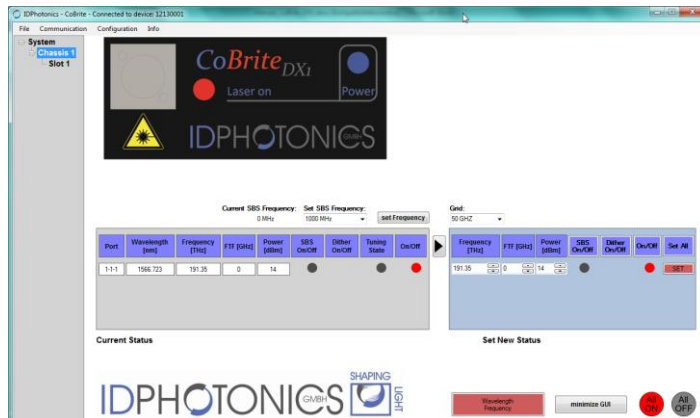 IDPhotonics - CoBrite - Connected to device: 12130001
File Communication Configuration Info
System
Chassis 1
Slot 1
CoBrite DX1
Laser on Power
IDPHOTONICS GMBH
Current SBS Frequency: Set SBS Frequency: Grid:
0 MHz 1000 MHz set Frequency 50 GHZ
Port Wavelength [nm] Frequency [THz] FTF [GHz] Power [dBm] SBS On/Off Dither On/Off Tuning State On/Off
Frequency [THz] FTF [GHz] Power [dBm] SBS On/Off Dither On/Off On/Off Set All
1-1-1 1566.723 191.35 0 14
191.35 0 14 SET
Current Status Set New Status
IDPHOTONICS GMBH SHAPING LIGHT
Wavelength Frequency
minimize GUI
All ON
All OFF